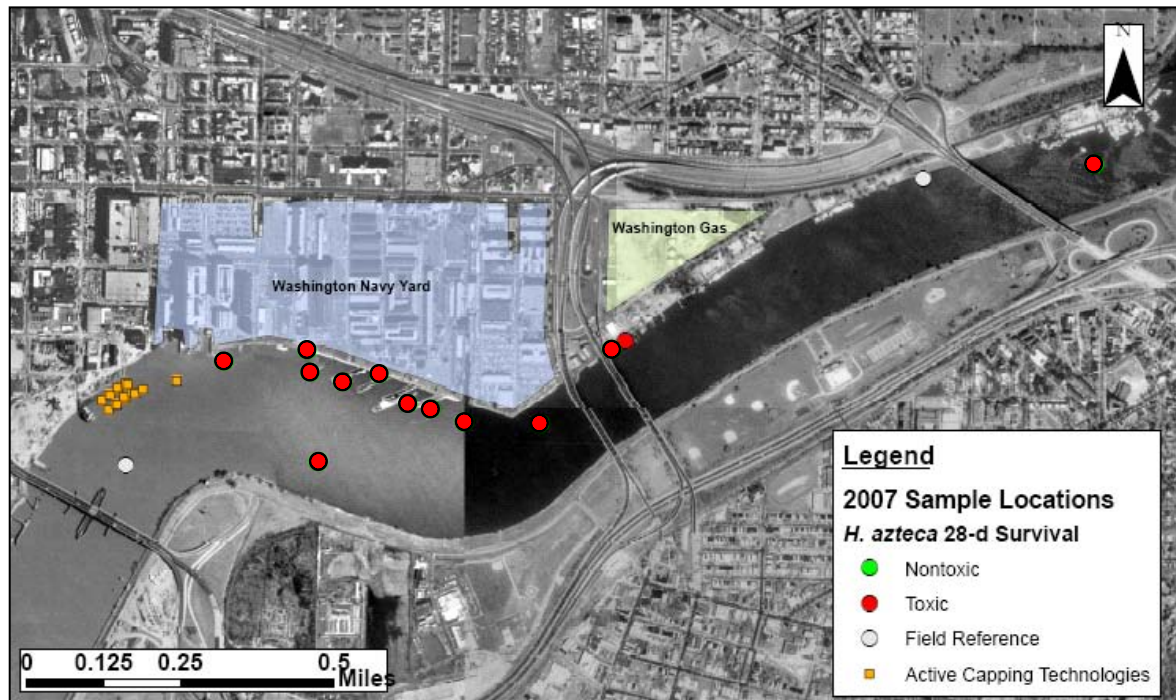 N
Washington Gas
Washington Navy Yard
Legend
2007 Sample Locations
H. azteca 28-d Survival
Nontoxic
Toxic
Field Reference
Active Capping Technologies
0 0.125 0.25 0.5
Miles